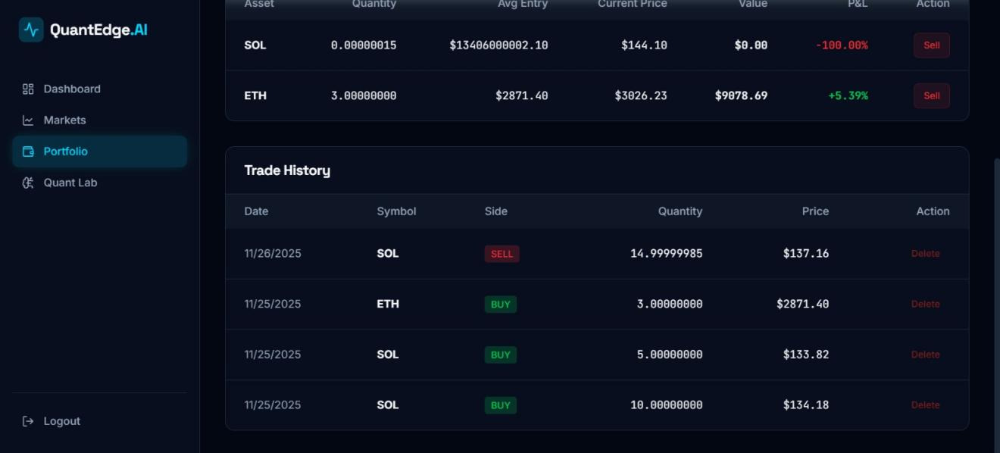 QuantEdge.AI
Dashboard
Markets
Portfolio
Quant Lab
Logout
Asset Quantity Avg Entry Current Price Value P&L Action
SOL 0.00000015 $13406000002.10 $144.10 $0.00 -100.00% Sell
ETH 3.00000000 $2871.40 $3026.23 $9078.69 +5.39% Sell
Trade History
Date Symbol Side Quantity Price Action
11/26/2025 SOL SELL 14.99999985 $137.16 Delete
11/25/2025 ETH BUY 3.00000000 $2871.40 Delete
11/25/2025 SOL BUY 5.00000000 $133.82 Delete
11/25/2025 SOL BUY 10.00000000 $134.18 Delete